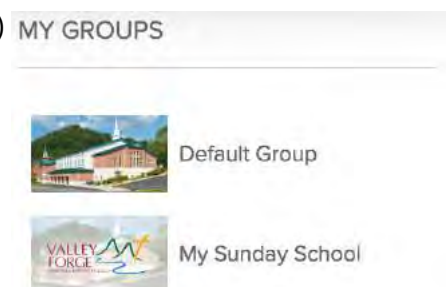 )
MY GROUPS
Default Group
VALLEY
FORGE
My Sunday School